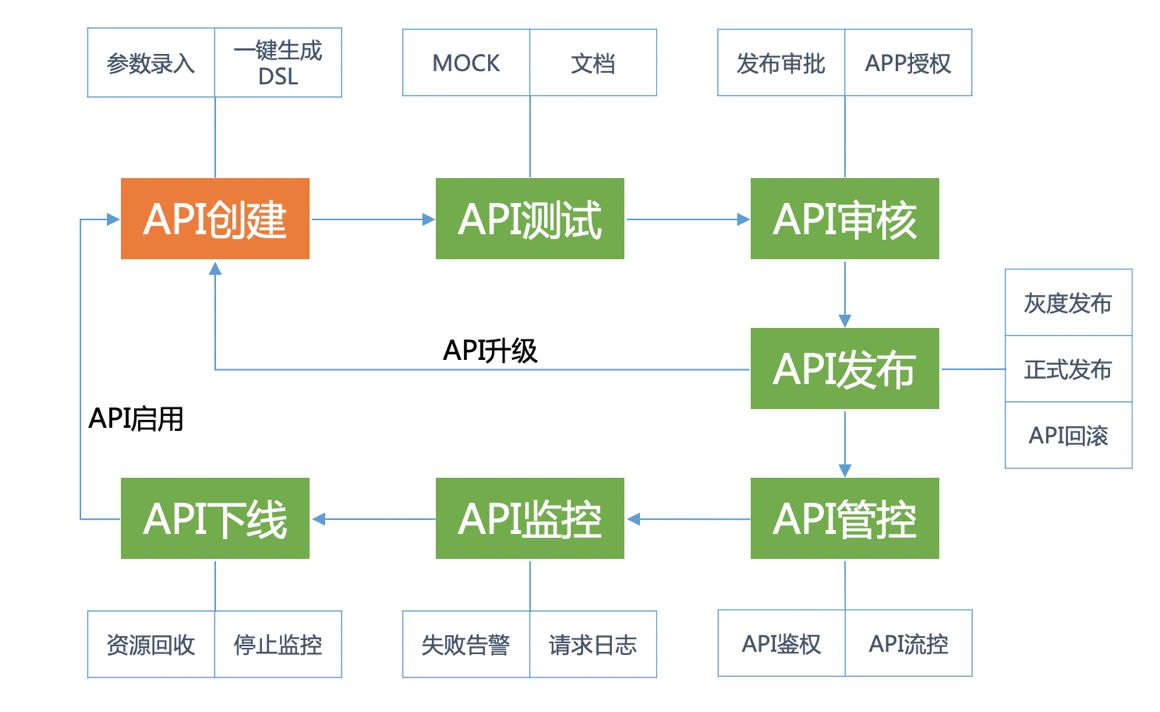 参数录入
一键生成
DSL
MOCK
文档
发布审批
APP授权
API创建
API测试
API审核
灰度发布
API升级
API发布
正式发布
API启用
API回滚
API下线
API监控
API管控
资源回收
停止监控
失败告警
请求日志
API鉴权
API流控